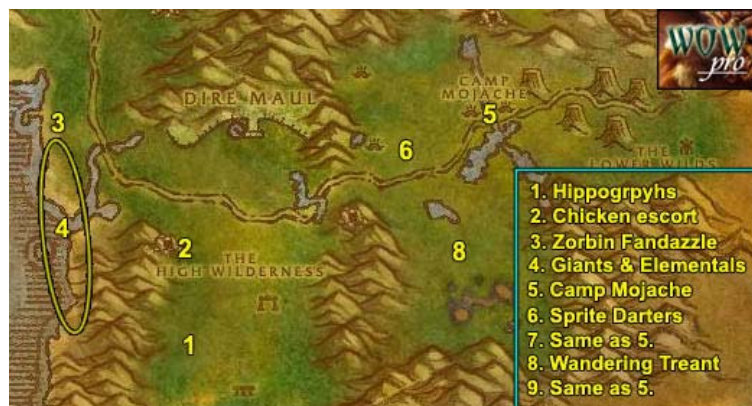 WOW
pro
CAMP
MOJACHE
DIRE MAUL
3
5
6
THE
LOWER WILDS
4
2
8
THE
HIGH WILDERNESS
1
1. Hippogrpyhs
2. Chicken escort
3. Zorbin Fandazzle
4. Giants & Elementals
5. Camp Mojache
6. Sprite Darters
7. Same as 5.
8. Wandering Treant
9. Same as 5.